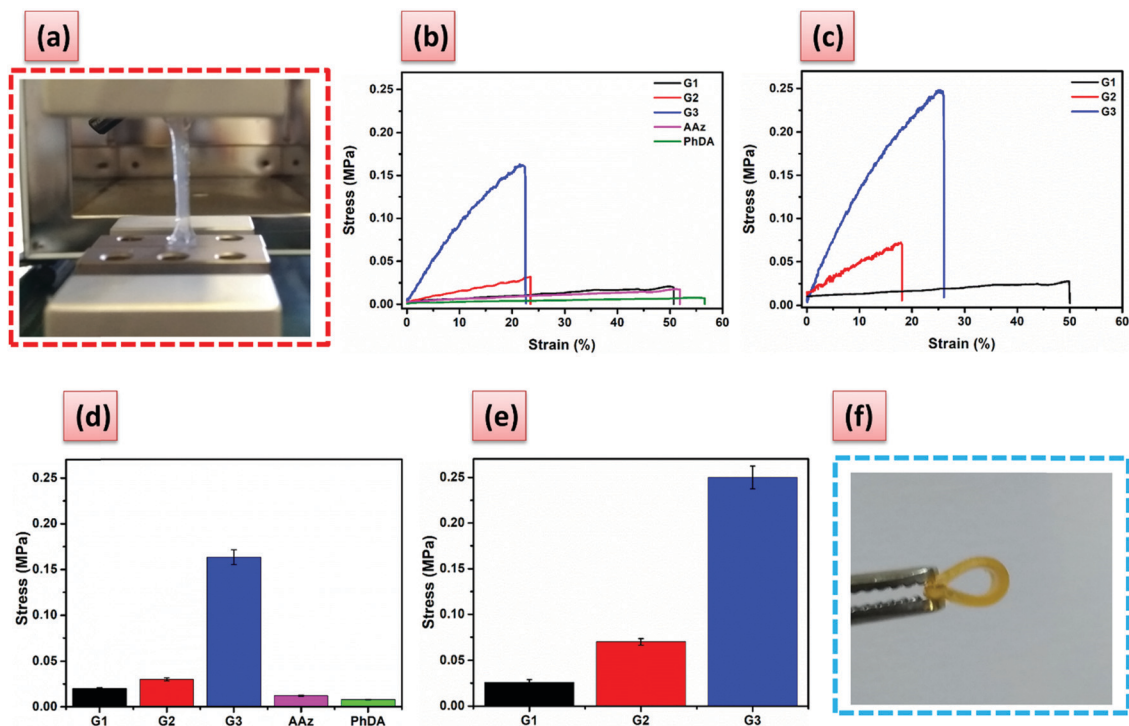 (a)
(b)
(c)
Stress (MPa)
0.25
0.20
0.15
0.10
0.05
0.00
0 10 20 30 40 50 60
Strain (%)
G1
G2
G3
AAz
PhDA
Stress (MPa)
0.25
0.20
0.15
0.10
0.05
0.00
0 10 20 30 40 50 60
Strain (%)
G1
G2
G3
(d)
(e)
(f)
Stress (MPa)
0.25
0.20
0.15
0.10
0.05
0.00
G1 G2 G3 AAz PhDA
Stress (MPa)
0.25
0.20
0.15
0.10
0.05
0.00
G1 G2 G3